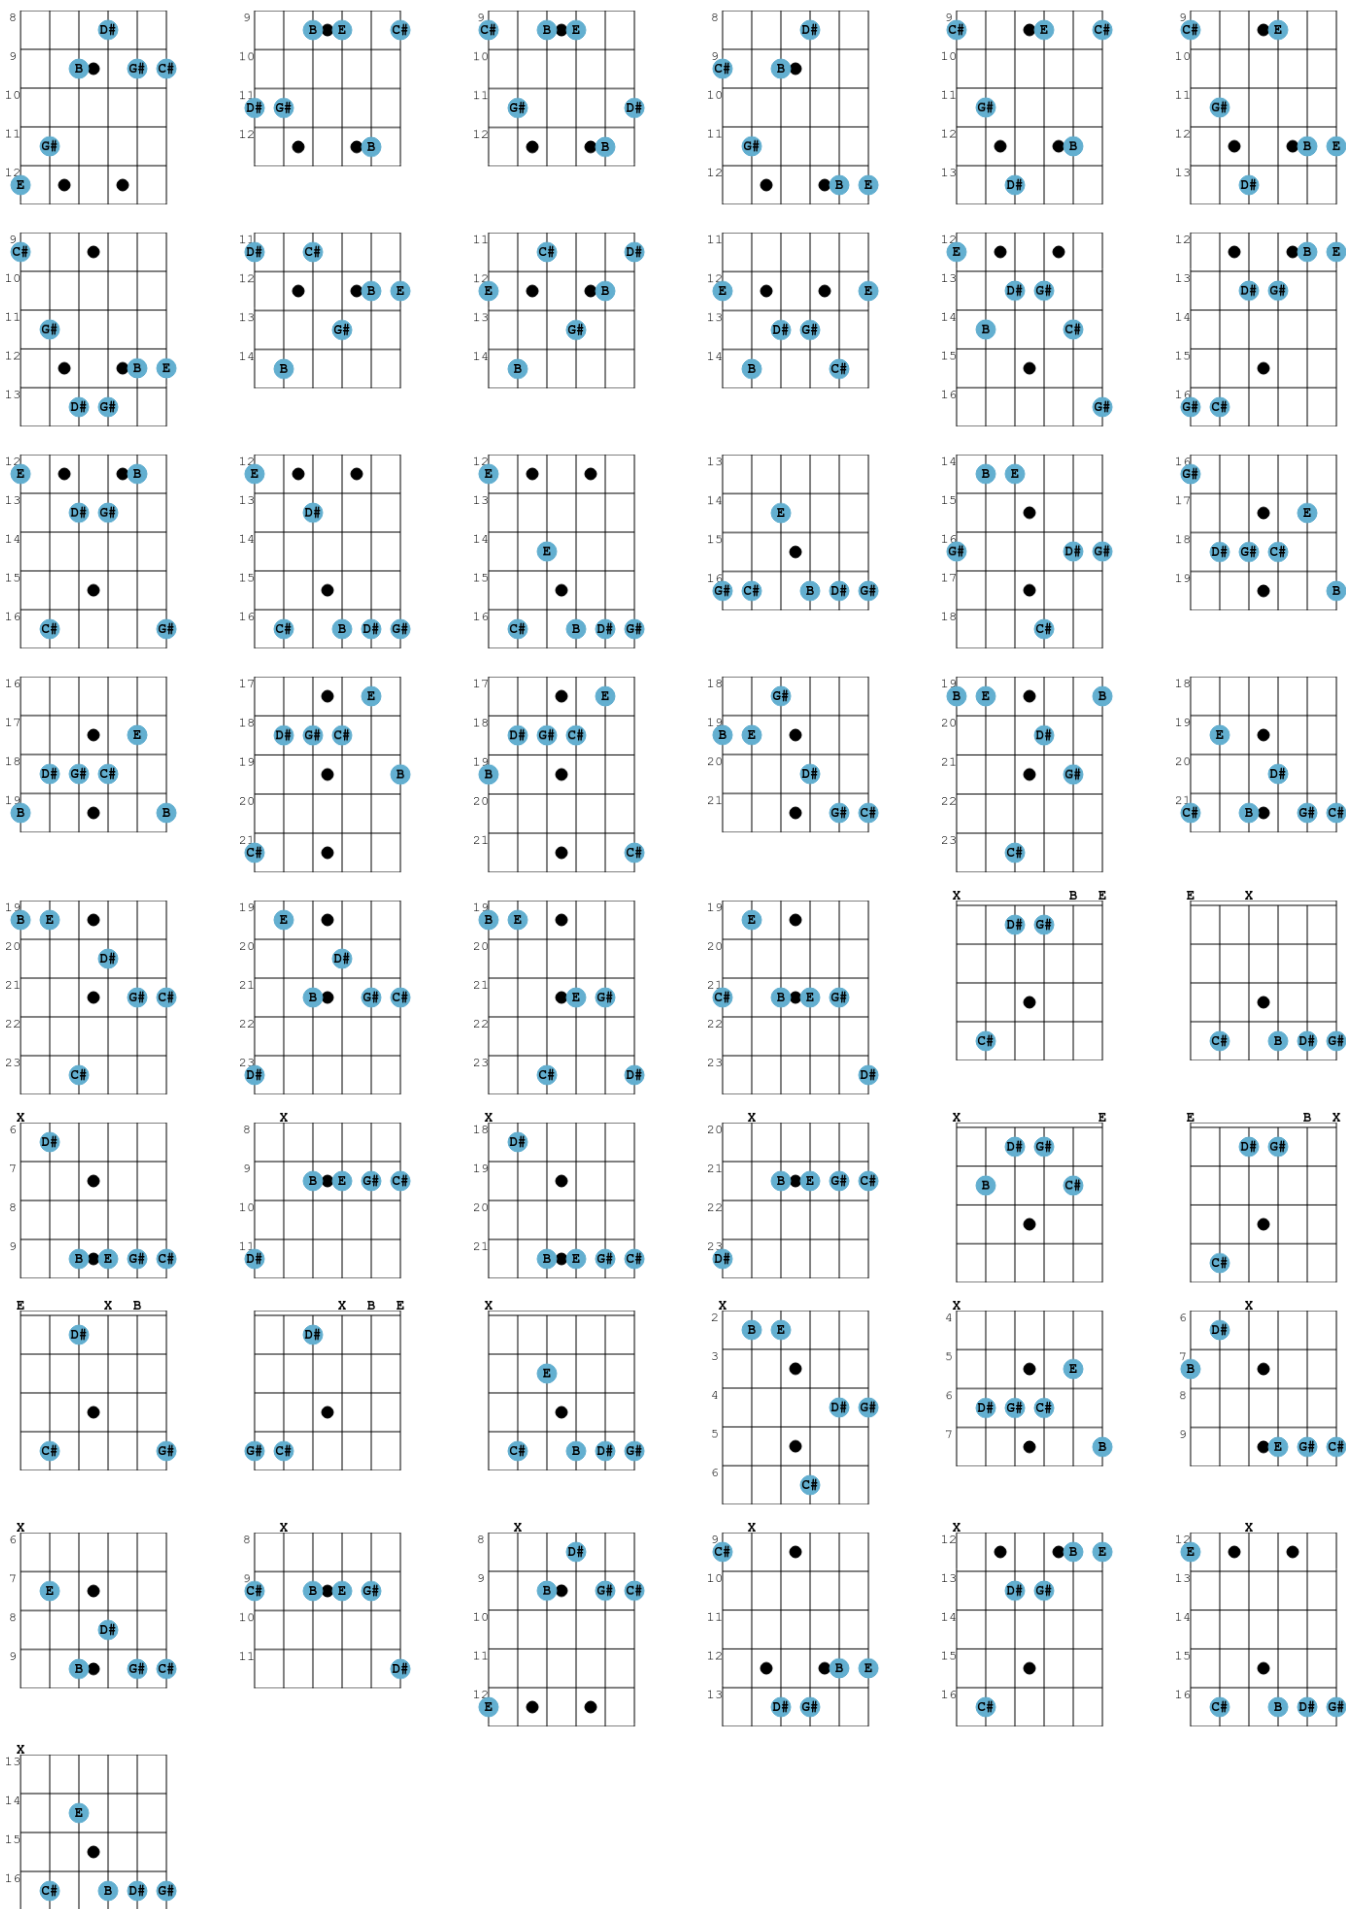 8 D#
9 B G# C#
10
11 G#
12 E
9 B E C#
10
11 D# G#
12 B
9 C# B E
10
11 G# D#
12 B
8 D#
9 C# B
10
11 G#
12 B E
9 C# E C#
10
11 G#
12 B
13 D#
9 C# E
10
11 G#
12 B E
13 D#
9 C#
10
11 G#
12 B E
13 D# G#
11 D# C#
12 B E
13 G#
14 B
11 C# D#
12 E B
13 G#
14 B
11
12 E E
13 D# G#
14 B C#
12 E
13 D# G#
14 B C#
15
16 G#
12 B E
13 D# G#
14
15
16 G# C#
12 E B
13 D# G#
14
15
16 C# G#
12 E
13 D#
14
15
16 C# B D# G#
12 E
13
14 E
15
16 C# B D# G#
13
14 E
15
16 G# C# B D# G#
14 B E
15
16 G# D# G#
17
18 C#
16 G#
17 E
18 D# G# C#
19 B
16
17 E
18 D# G# C#
19 B B
17 E
18 D# G# C#
19 B
20
21 C#
17 E
18 D# G# C#
19 B
20
21 C#
18 G#
19 B E
20 D#
21 G# C#
19 B E B
20 D#
21 G#
22
23 C#
18
19 E
20 D#
21 C# B G# C#
19 B E
20 D#
21 G# C#
22
23 C#
19 E
20 D#
21 B G# C#
22
23 D#
19 B E
20
21 E G#
22
23 C# D#
19 E
20
21 C# B E G#
22
23 D#
X B E
D# G#
C#
E X
C# B D# G#
X
6 D#
7
8
9 B E G# C#
X
8
9 B E G# C#
10
11 D#
X
18 D#
19
20
21 B E G# C#
X
20
21 B E G# C#
22
23 D#
X E
D# G#
B C#
E B X
D# G#
C#
E X B
D#
C# G#
X B E
D#
G# C#
X
E
C# B D# G#
X
2 B E
3
4 D# G#
5
6 C#
X
4
5 E
6 D# G# C#
7 B
X
6 D#
7 B
8
9 E G# C#
X
6
7 E
8 D#
9 B G# C#
X
8
9 C# B E G#
10
11 D#
X
8 D#
9 B G# C#
10
11
12 E
X
9 C#
10
11
12 B E
13 D# G#
X
12 B E
13 D# G#
14
15
16 C#
X
12 E
13
14
15
16 C# B D# G#
X
13
14 E
15
16 C# B D# G#